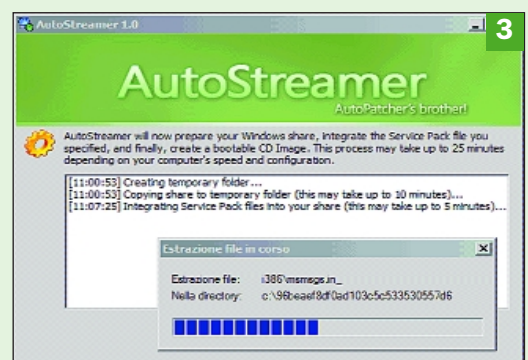 AutoStreamer 1.0
3
AutoStreamer
AutoPatcher's brother!
AutoStreamer will now prepare your Windows share, integrate the Service Pack file you
specified, and finally, create a bootable CD Image. This process may take up to 25 minutes
depending on your computer's speed and configuration.
[11:00:53] Creating temporary folder...
[11:00:53] Copying share to temporary folder (this may take up to 10 minutes)...
[11:07:25] Integrating Service Pack files into your share (this may take up to 5 minutes)...
Estrazione file in corso
Estrazione file: i386\msmsgs.in_
Nella directory: c:\96beaef8df0ad103c5c533530557d6